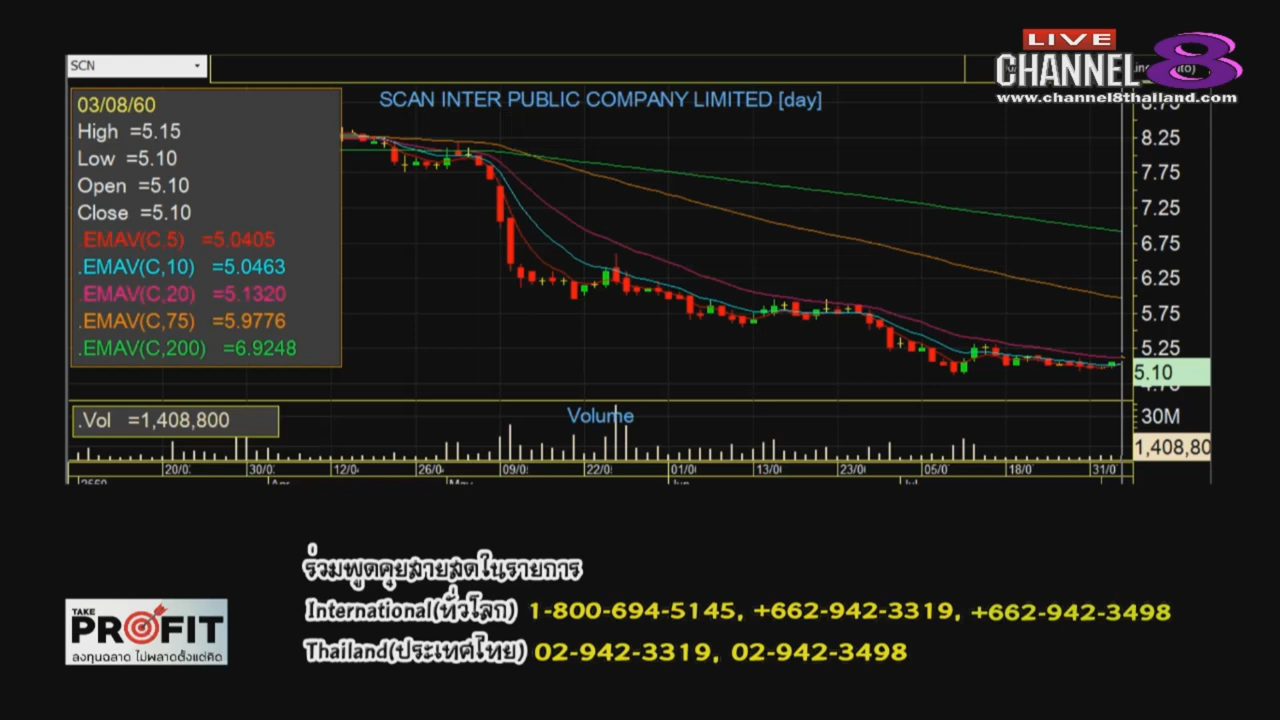 LIVE
CHANNEL 8
www.channel8thailand.com
SCN
SCAN INTER PUBLIC COMPANY LIMITED [day]
03/08/60
High =5.15
Low =5.10
Open =5.10
Close =5.10
.EMAV(C,5) =5.0405
.EMAV(C,10) =5.0463
.EMAV(C,20) =5.1320
.EMAV(C,75) =5.9776
.EMAV(C,200) =6.9248
8.75
8.25
7.75
7.25
6.75
6.25
5.75
5.25
5.10
.Vol =1,408,800
Volume
30M
1,408,80
20/0 30/0 12/0 26/0 09/0 22/0 01/0 13/0 23/0 05/0 18/0 31/0
2560 Apr May Jun Jul
ร่วมพูดคุยสายสดในรายการ
International(ทั่วโลก) 1-800-694-5145, +662-942-3319, +662-942-3498
Thailand(ประเทศไทย) 02-942-3319, 02-942-3498
TAKE
PROFIT
ลงทุนฉลาด ไม่พลาดตั้งแต่คิด